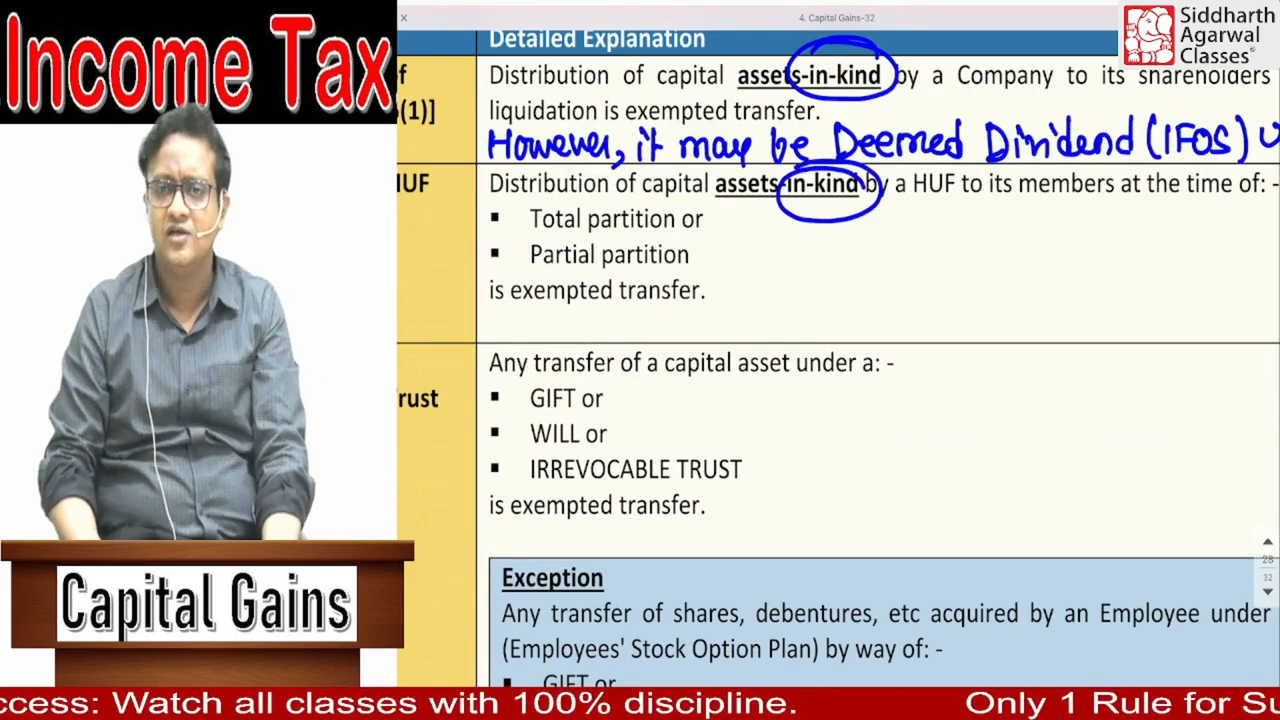 Income Tax
4. Capital Gains-32
Siddharth
Agarwal
Classes
Detailed Explanation
Distribution of capital assets-in-kind by a Company to its shareholders
(1)]
liquidation is exempted transfer.
However, it may be Deemed Dividend (IFOS) U
HUF
Distribution of capital assets-in-kind by a HUF to its members at the time of: -
▪ Total partition or
▪ Partial partition
is exempted transfer.
Any transfer of a capital asset under a: -
rust
▪ GIFT or
▪ WILL or
▪ IRREVOCABLE TRUST
is exempted transfer.
28
32
Exception
Any transfer of shares, debentures, etc acquired by an Employee under
(Employees' Stock Option Plan) by way of: -
▪ GIFT or
Capital Gains
ccess: Watch all classes with 100% discipline. Only 1 Rule for Su